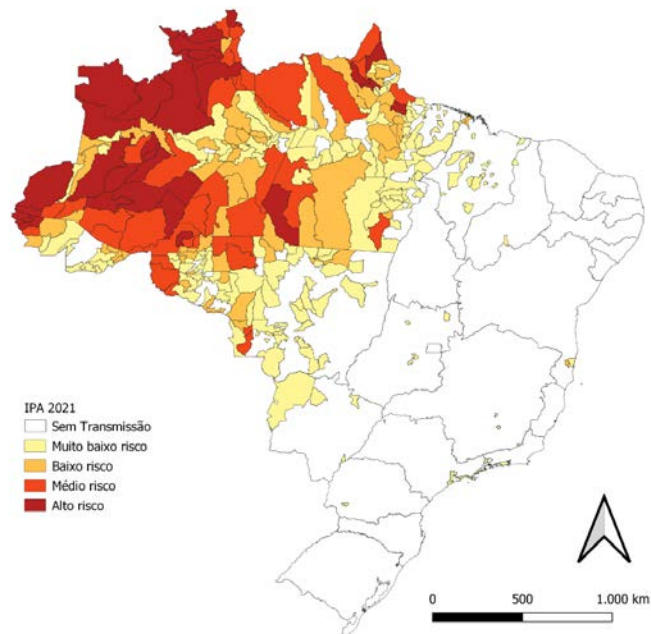 IPA 2021
Sem Transmissão
Muito baixo risco
Baixo risco
Médio risco
Alto risco
0 500 1.000 km